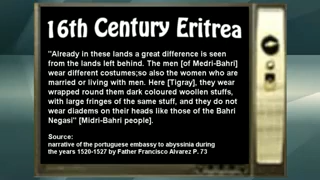 16th Century Eritrea
"Already in these lands a great difference is seen
from the lands left behind. The men [of Medri-Bahri]
wear different costumes;so also the women who are
married or living with men. Here [Tigray], they wear
wrapped round them dark coloured woollen stuffs,
with large fringes of the same stuff, and they do not
wear diadems on their heads like those of the Bahri
Negasi" [Midri-Bahri people].
Source:
narrative of the portuguese embassy to abyssinia during
the years 1520-1527 by Father Francisco Alvarez P. 73